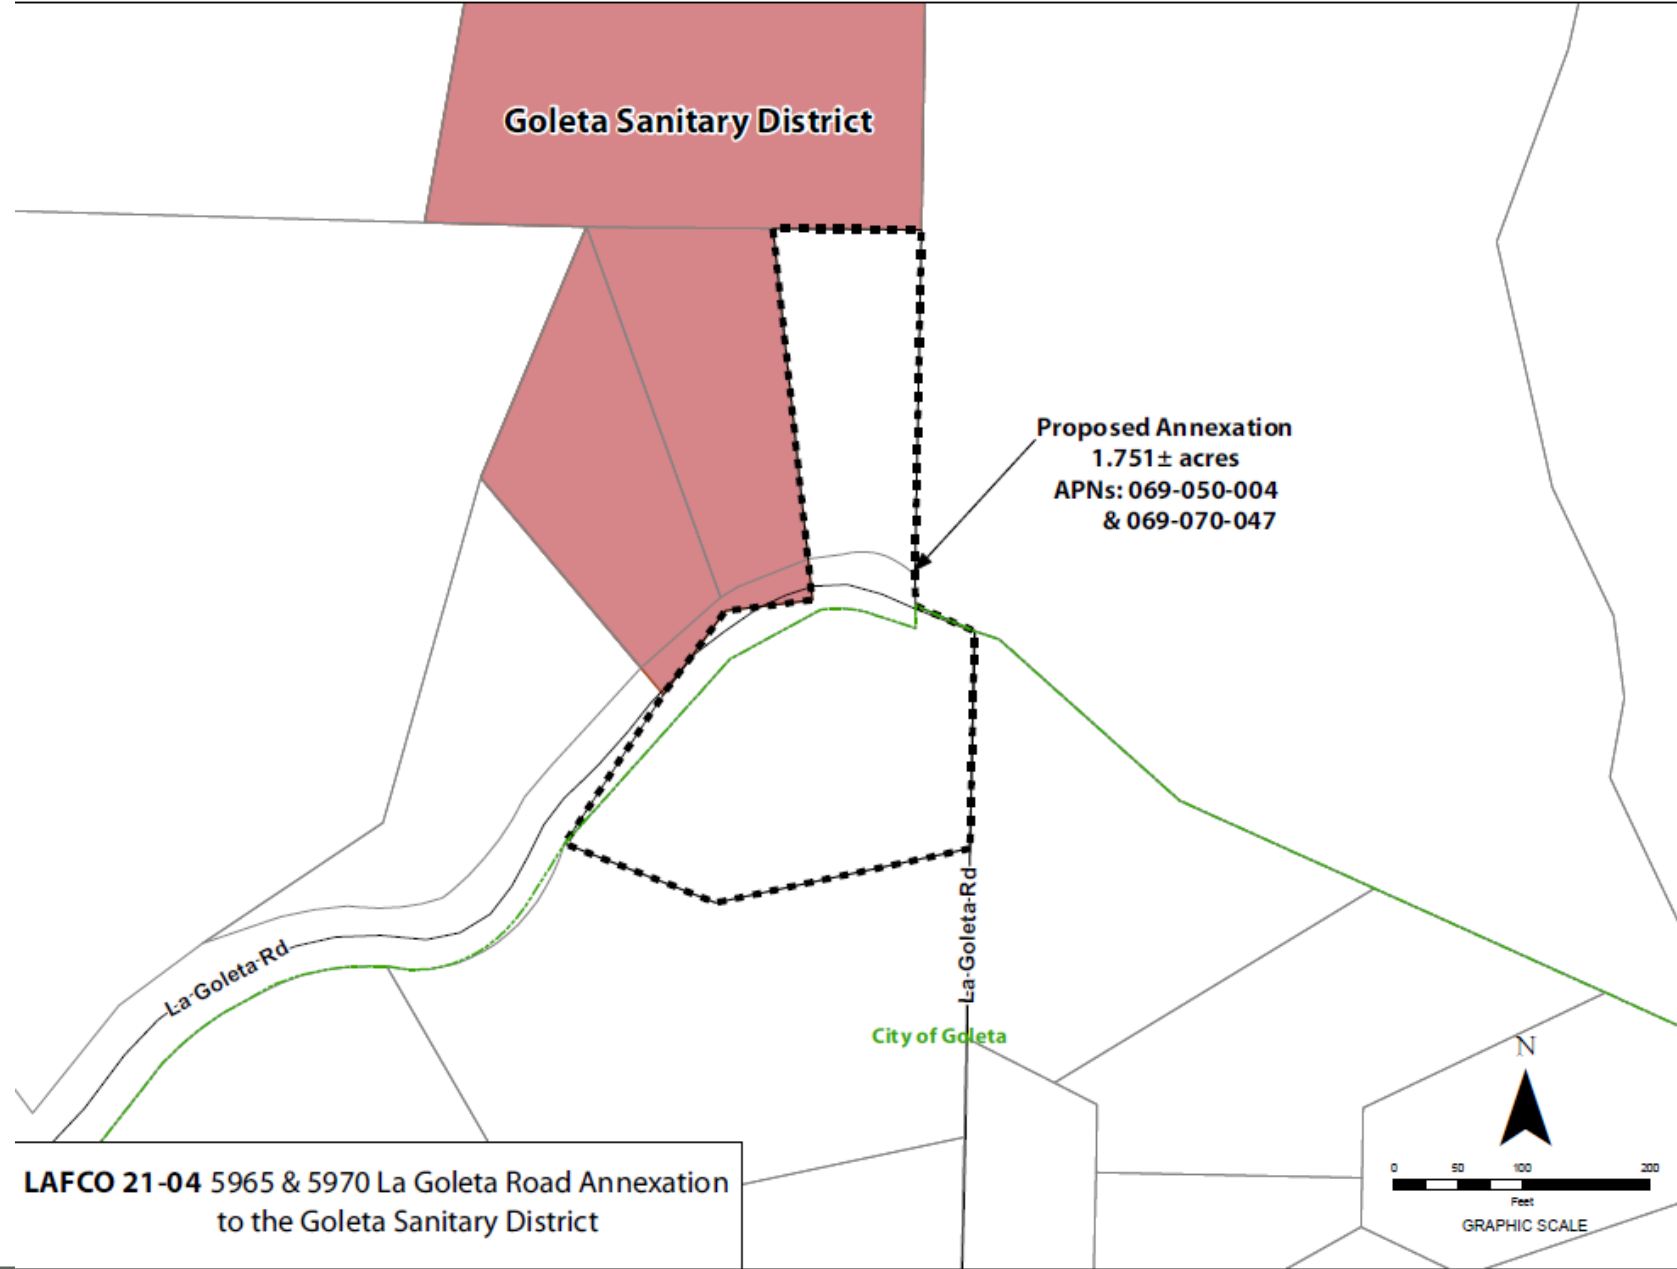 Goleta Sanitary District
Proposed Annexation
1.751± acres
APNs: 069-050-004
& 069-070-047
La Goleta Rd
La Goleta Rd
City of Goleta
N
0 50 100 200
Feet
GRAPHIC SCALE
LAFCO 21-04 5965 & 5970 La Goleta Road Annexation
to the Goleta Sanitary District